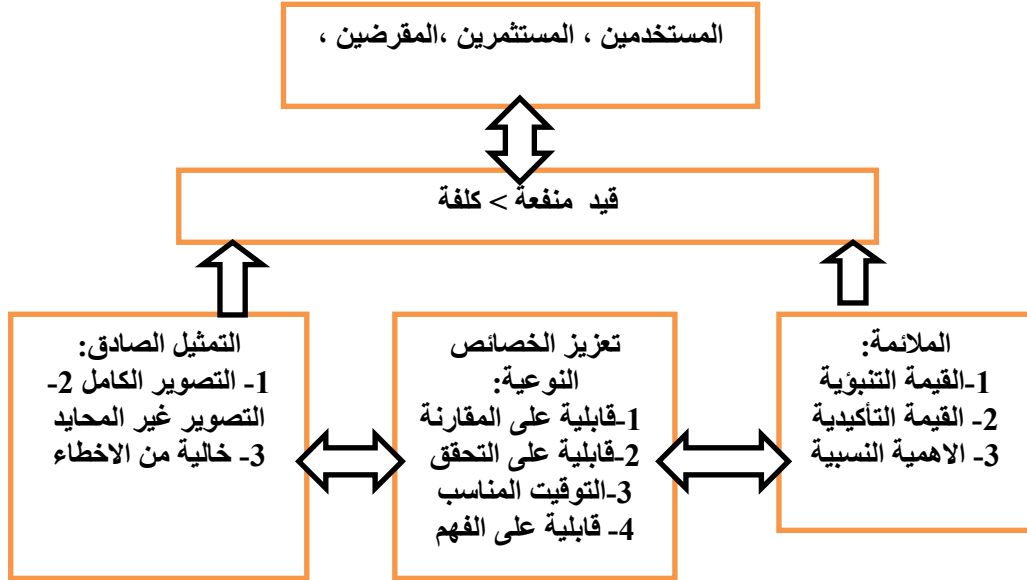 المستخدمين ، المستثمرين ،المقرضين ،
قيد منفعة > كلفة
الملائمة:
1-القيمة التنبؤية
2- القيمة التأكيدية
3- الاهمية النسبية
تعزيز الخصائص
النوعية:
1-قابلية على المقارنة
2-قابلية على التحقق
3-التوقيت المناسب
4- قابلية على الفهم
التمثيل الصادق:
1- التصوير الكامل 2-
التصوير غير المحايد
3- خالية من الاخطاء